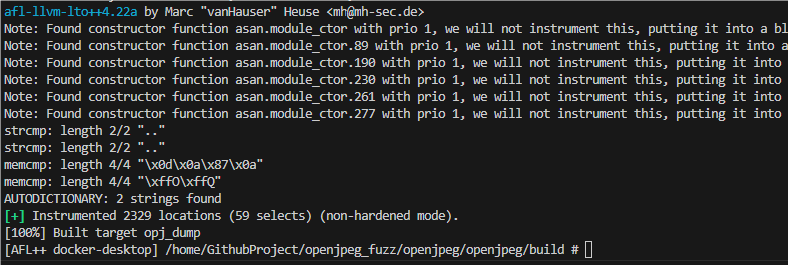 afl-llvm-lto++4.22a by Marc "vanHauser" Heuse <mh@mh-sec.de>
Note: Found constructor function asan.module_ctor with prio 1, we will not instrument this, putting it into a bl
Note: Found constructor function asan.module_ctor.89 with prio 1, we will not instrument this, putting it into a
Note: Found constructor function asan.module_ctor.190 with prio 1, we will not instrument this, putting it into
Note: Found constructor function asan.module_ctor.230 with prio 1, we will not instrument this, putting it into
Note: Found constructor function asan.module_ctor.261 with prio 1, we will not instrument this, putting it into
Note: Found constructor function asan.module_ctor.277 with prio 1, we will not instrument this, putting it into
strcmp: length 2/2 ".."
strcmp: length 2/2 ".."
memcmp: length 4/4 "\x0d\x0a\x87\x0a"
memcmp: length 4/4 "\xffO\xffQ"
AUTODICTIONARY: 2 strings found
[+] Instrumented 2329 locations (59 selects) (non-hardened mode).
[100%] Built target opj_dump
[AFL++ docker-desktop] /home/GithubProject/openjpeg_fuzz/openjpeg/openjpeg/build #